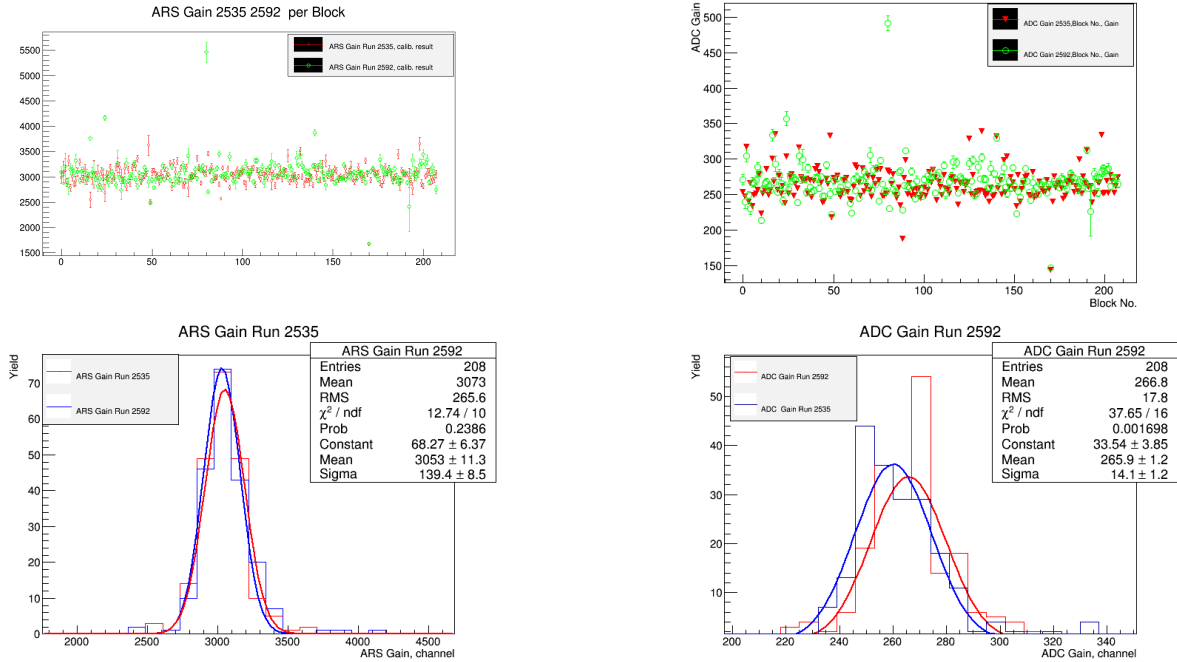 ARS Gain 2535 2592 per Block
ARS Gain Run 2535, calib. result
ARS Gain Run 2592, calib. result
5500
5000
4500
4000
3500
3000
2500
2000
1500
0 50 100 150 200
ADC Gain
ADC Gain 2535,Block No., Gain
ADC Gain 2592,Block No., Gain
500
450
400
350
300
250
200
150
0 50 100 150 200
Block No.
ARS Gain Run 2535
Yield
ARS Gain Run 2535
ARS Gain Run 2592
ARS Gain Run 2592
Entries 208
Mean 3073
RMS 265.6
χ² / ndf 12.74 / 10
Prob 0.2386
Constant 68.27 ± 6.37
Mean 3053 ± 11.3
Sigma 139.4 ± 8.5
70
60
50
40
30
20
10
0
2000 2500 3000 3500 4000 4500
ARS Gain, channel
ADC Gain Run 2592
Yield
ADC Gain Run 2592
ADC Gain Run 2535
ADC Gain Run 2592
Entries 208
Mean 266.8
RMS 17.8
χ² / ndf 37.65 / 16
Prob 0.001698
Constant 33.54 ± 3.85
Mean 265.9 ± 1.2
Sigma 14.1 ± 1.2
50
40
30
20
10
0
200 220 240 260 280 300 320 340
ADC Gain, channel